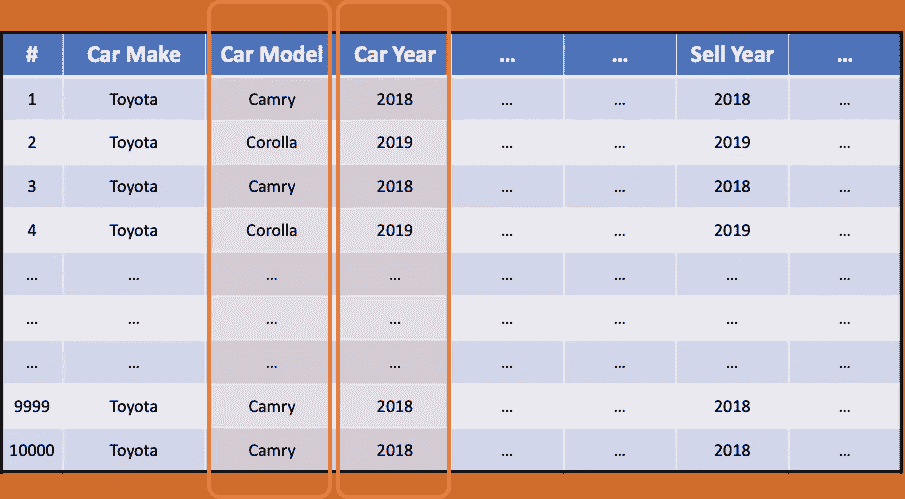 # Car Make Car Model Car Year ... ... Sell Year ...
1 Toyota Camry 2018 ... ... 2018 ...
2 Toyota Corolla 2019 ... ... 2019 ...
3 Toyota Camry 2018 ... ... 2018 ...
4 Toyota Corolla 2019 ... ... 2019 ...
... ... ... ... ... ... ... ...
... ... ... ... ... ... ... ...
... ... ... ... ... ... ... ...
9999 Toyota Camry 2018 ... ... 2018 ...
10000 Toyota Camry 2018 ... ... 2018 ...